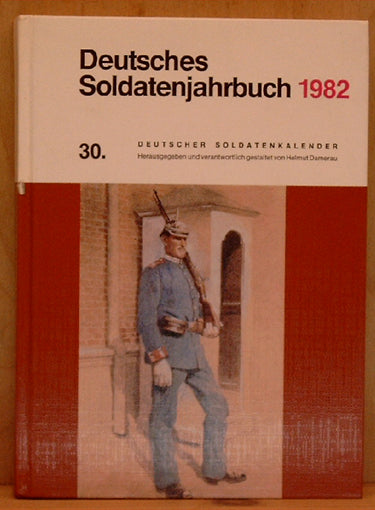 Deutsches
Soldatenjahrbuch 1982
30.
DEUTSCHER SOLDATENKALENDER
Herausgegeben und verantwortlich gestaltet von Helmut Damerau